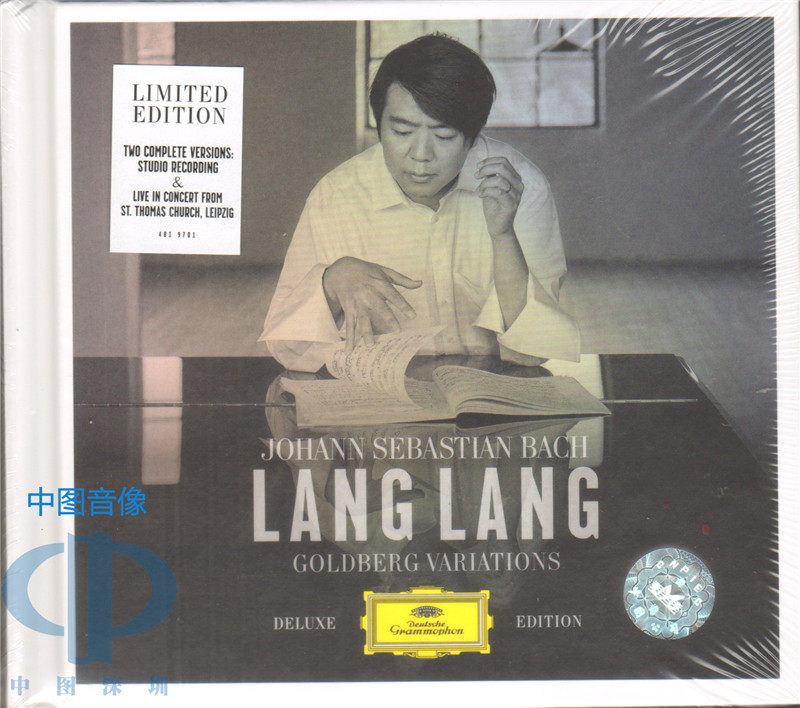 LIMITED
EDITION
TWO COMPLETE VERSIONS:
STUDIO RECORDING
&
LIVE IN CONCERT FROM
ST. THOMAS CHURCH, LEIPZIG
481 9701
JOHANN SEBASTIAN BACH
LANG LANG
GOLDBERG VARIATIONS
DELUXE
Deutsche
Grammophon
EDITION
中图音像
中图深圳